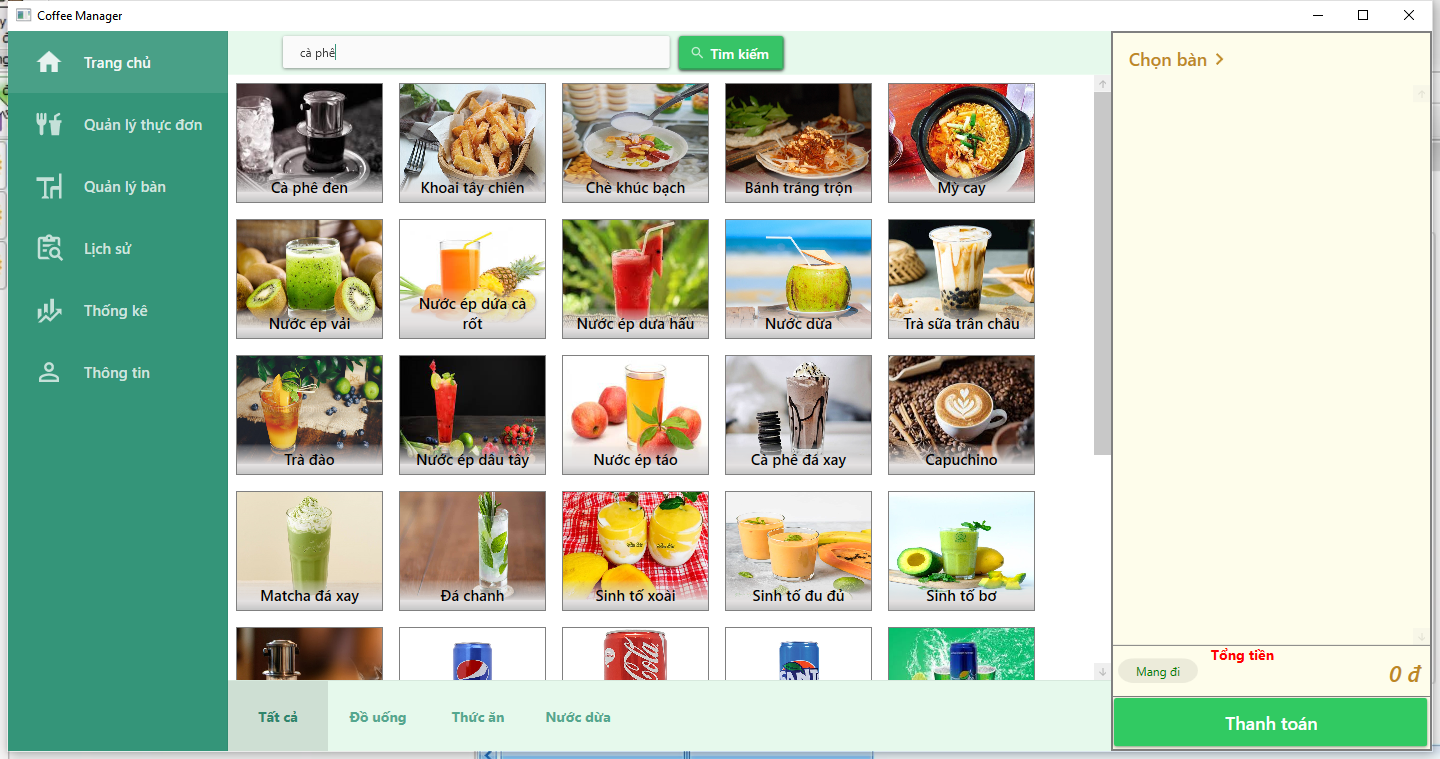 Coffee Manager
Trang chủ
Quản lý thực đơn
Quản lý bàn
Lịch sử
Thống kê
Thông tin
cà phê
Tìm kiếm
Cà phê đen
Khoai tây chiên
Chè khúc bạch
Bánh tráng trộn
Mỳ cay
Nước ép vải
Nước ép dứa cà
rốt
Nước ép dưa hấu
Nước dừa
Trà sữa trân châu
Trà đào
Nước ép dâu tây
Nước ép táo
Cà phê đá xay
Capuchino
Matcha đá xay
Đá chanh
Sinh tố xoài
Sinh tố đu đủ
Sinh tố bơ
Tất cả
Đồ uống
Thức ăn
Nước dừa
Chọn bàn
Tổng tiền
Mang đi
0 đ
Thanh toán